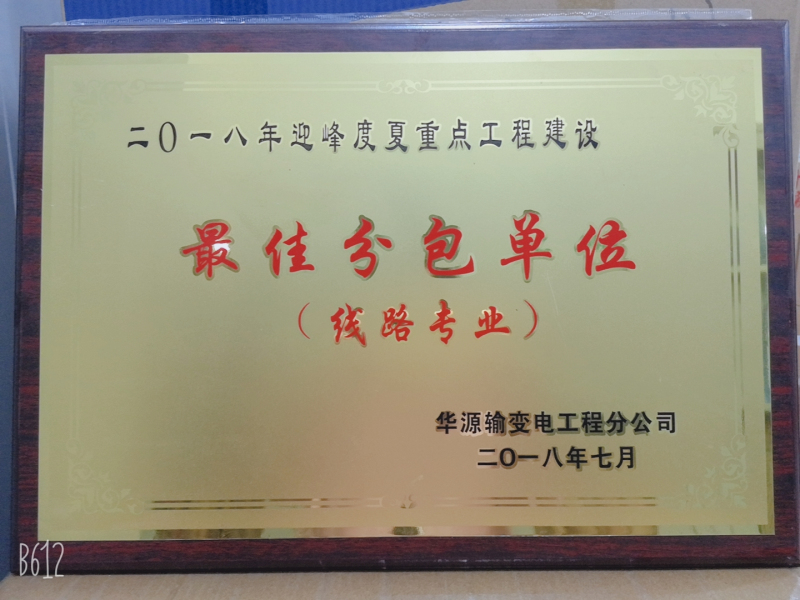 二〇一八年迎峰度夏重点工程建设
最佳分包单位
（线路专业）
华源输变电工程分公司
二〇一八年七月
B612